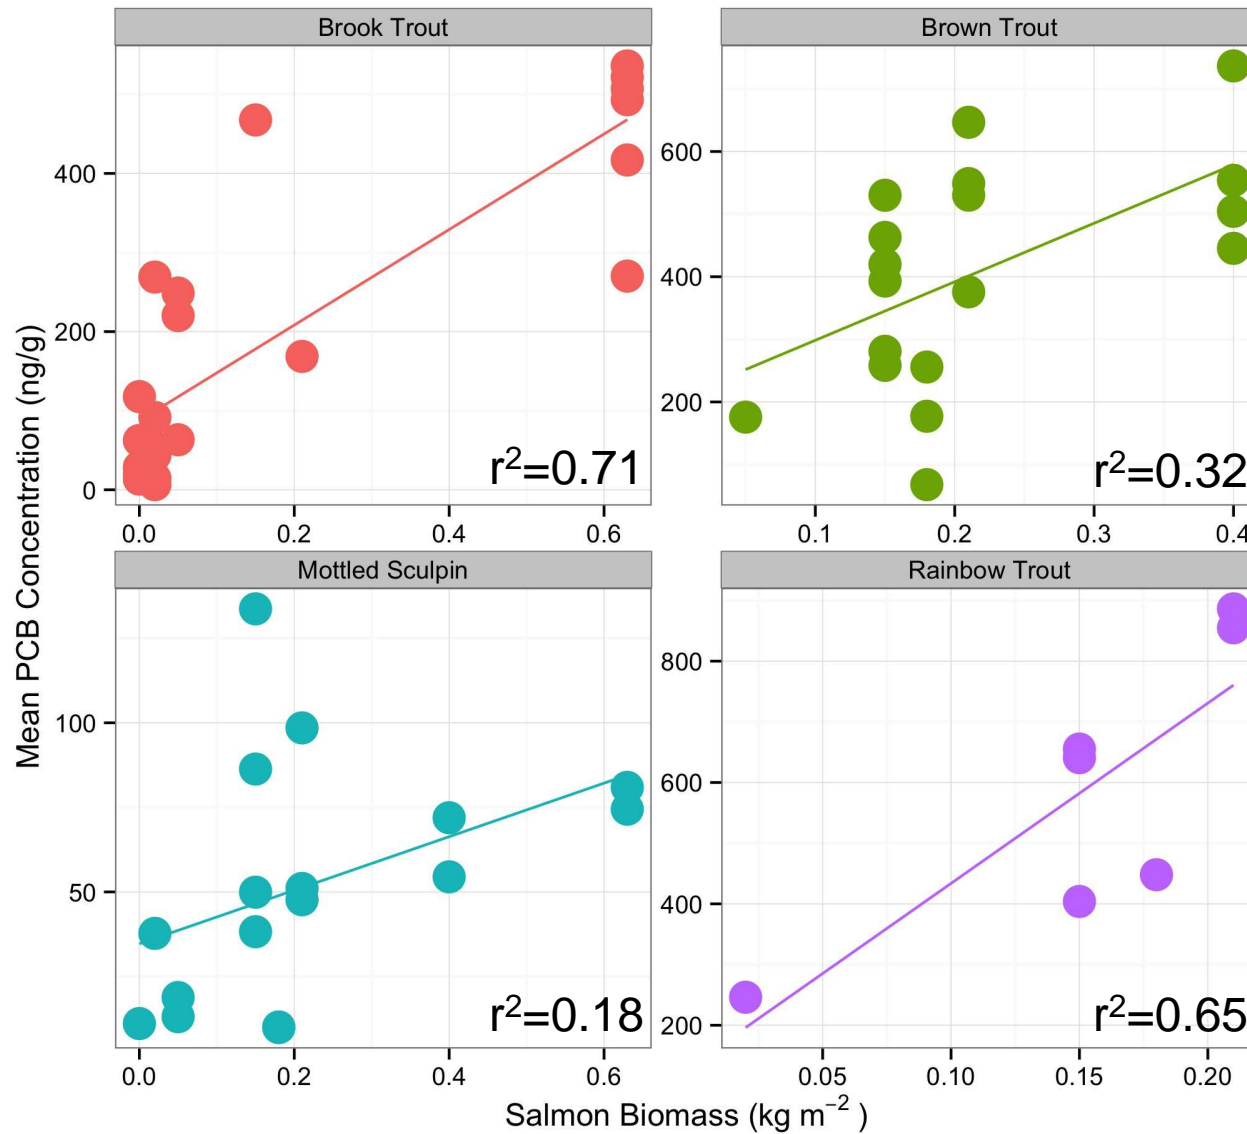 Brook Trout
Brown Trout
400
200
0
600
400
200
r²=0.71
r²=0.32
0.0 0.2 0.4 0.6
0.1 0.2 0.3 0.4
Mean PCB Concentration (ng/g)
Mottled Sculpin
Rainbow Trout
100
50
800
600
400
200
r²=0.18
r²=0.65
0.0 0.2 0.4 0.6
0.05 0.10 0.15 0.20
Salmon Biomass (kg m⁻² )